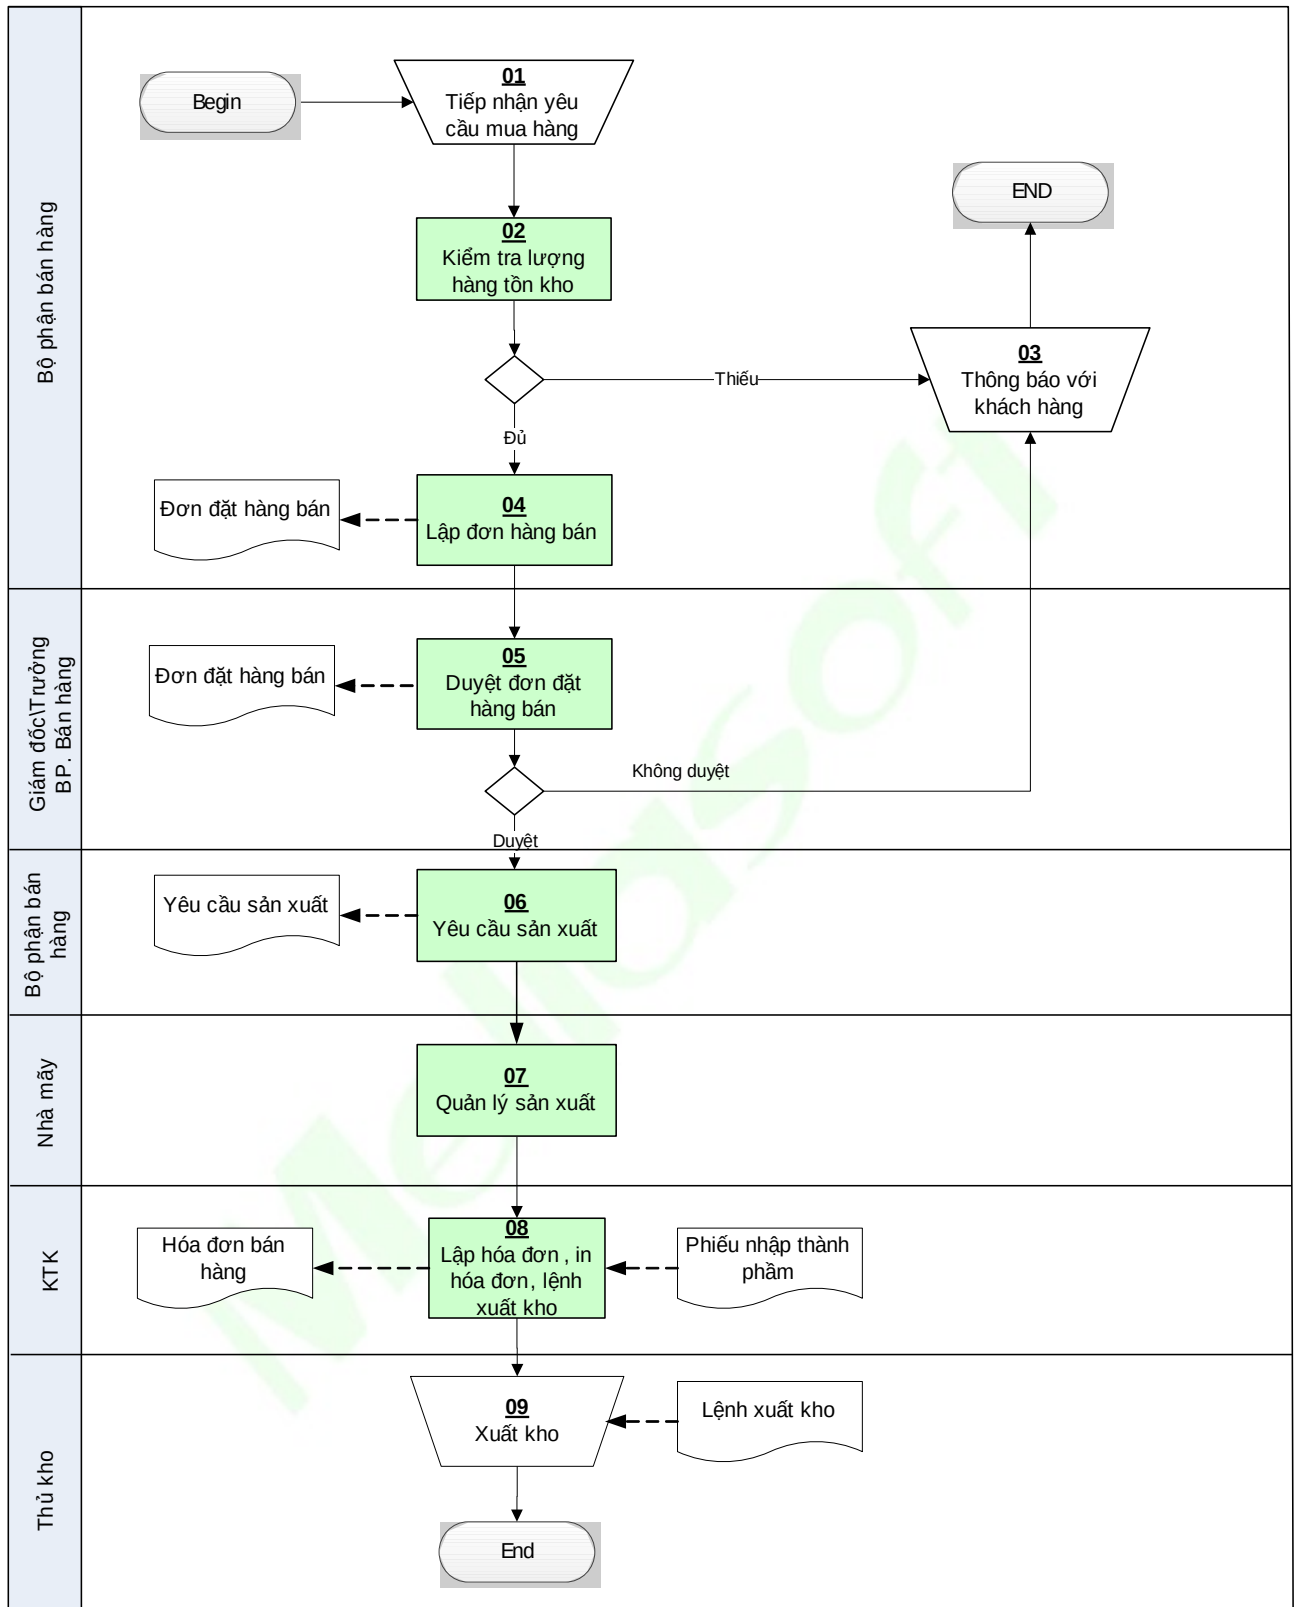 Bộ phận bán hàng
Begin
01
Tiếp nhận yêu
cầu mua hàng
END
02
Kiểm tra lượng
hàng tồn kho
03
Thông báo với
khách hàng
Thiếu
Đủ
Đơn đặt hàng bán
04
Lập đơn hàng bán
Giám đốc\Trưởng
BP. Bán hàng
Đơn đặt hàng bán
05
Duyệt đơn đặt
hàng bán
Không duyệt
Duyệt
Bộ phận bán
hàng
Yêu cầu sản xuất
06
Yêu cầu sản xuất
Nhà mãy
07
Quản lý sản xuất
KTK
Hóa đơn bán
hàng
08
Lập hóa đơn , in
hóa đơn , lệnh
xuất kho
Phiếu nhập thành
phầm
Thủ kho
09
Xuất kho
Lệnh xuất kho
End
Melliasoft